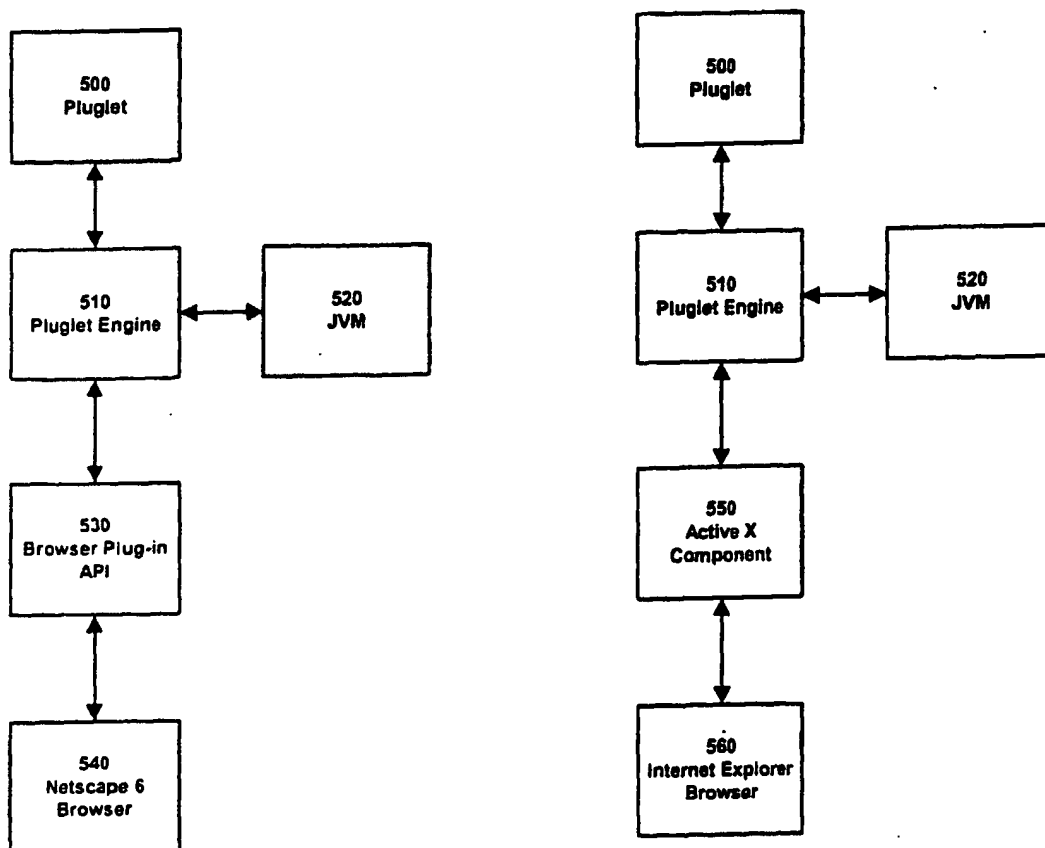 500
Pluglet
510
Pluglet Engine
520
JVM
530
Browser Plug-in
API
540
Netscape 6
Browser
500
Pluglet
510
Pluglet Engine
520
JVM
550
Active X
Component
560
Internet Explorer
Browser